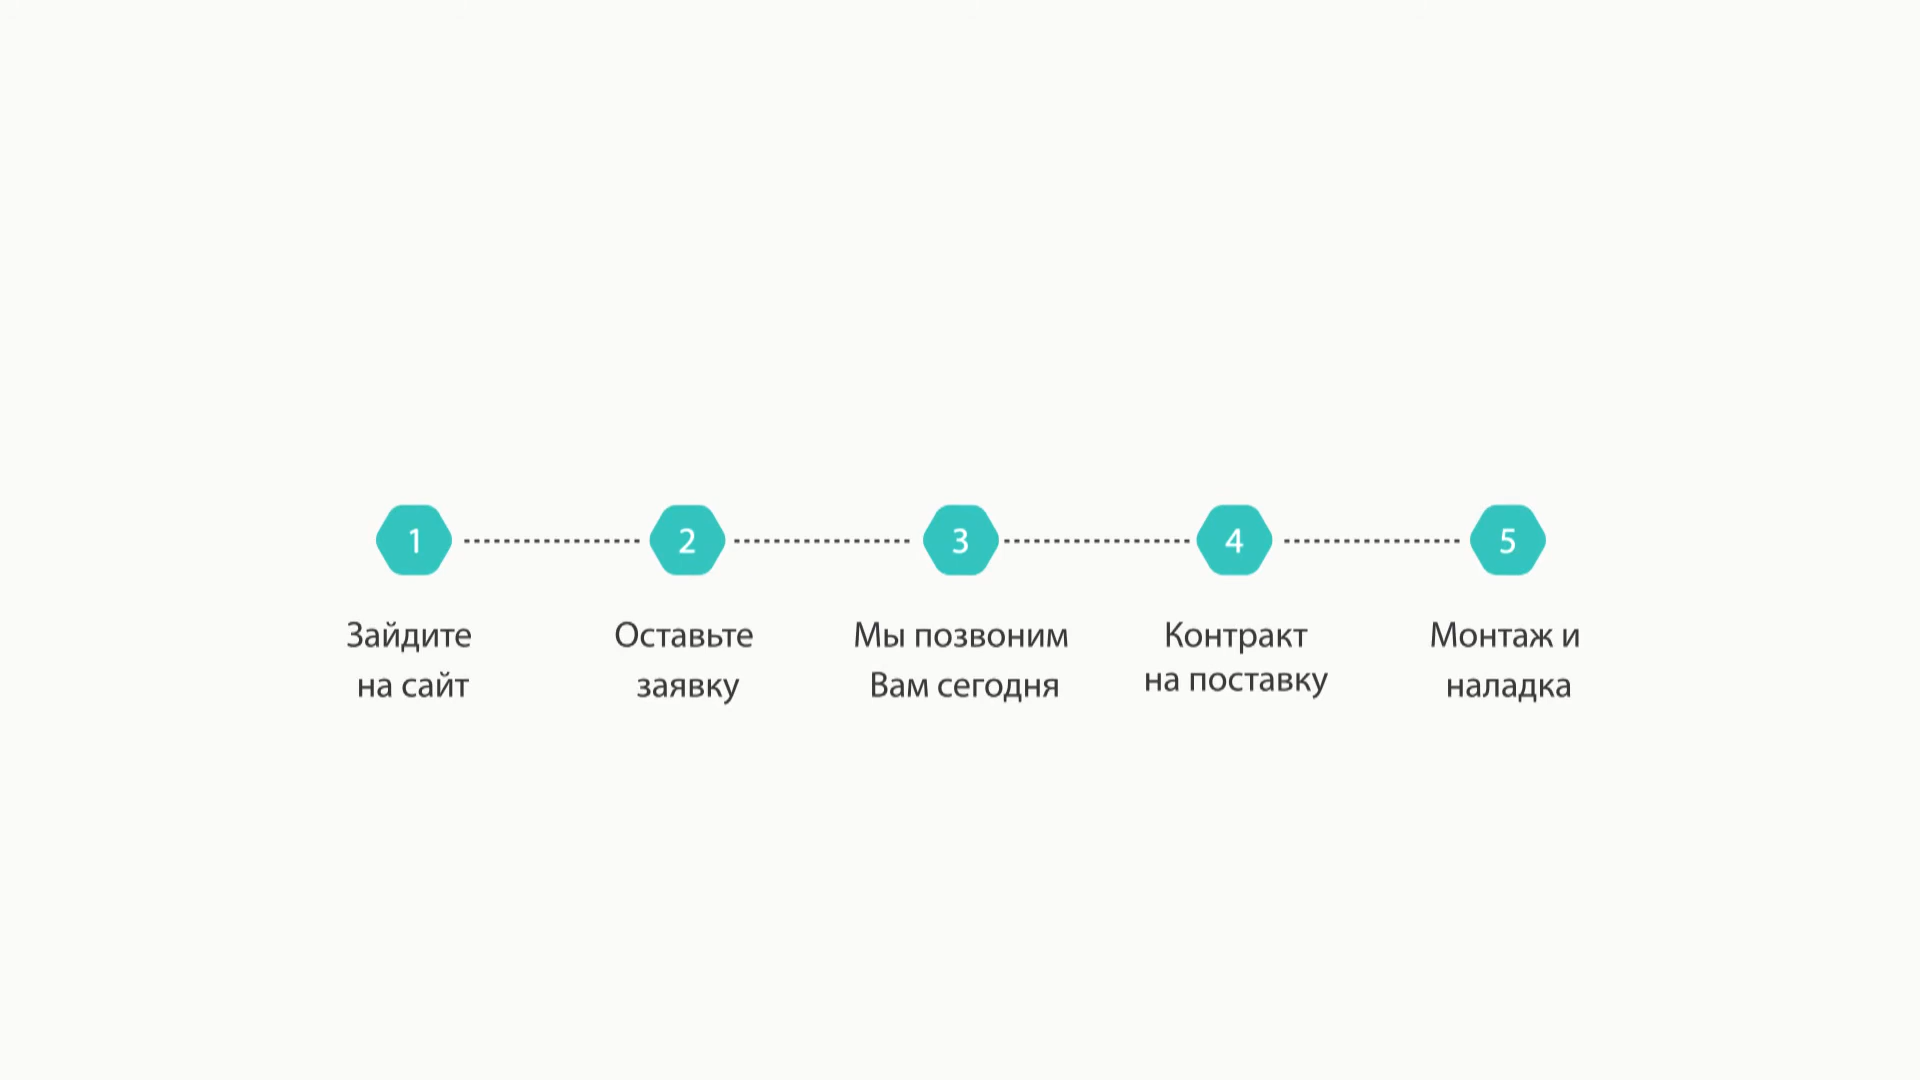 1
2
3
4
5
Зайдите
на сайт
Оставьте
заявку
Мы позвоним
Вам сегодня
Контракт
на поставку
Монтаж и
наладка